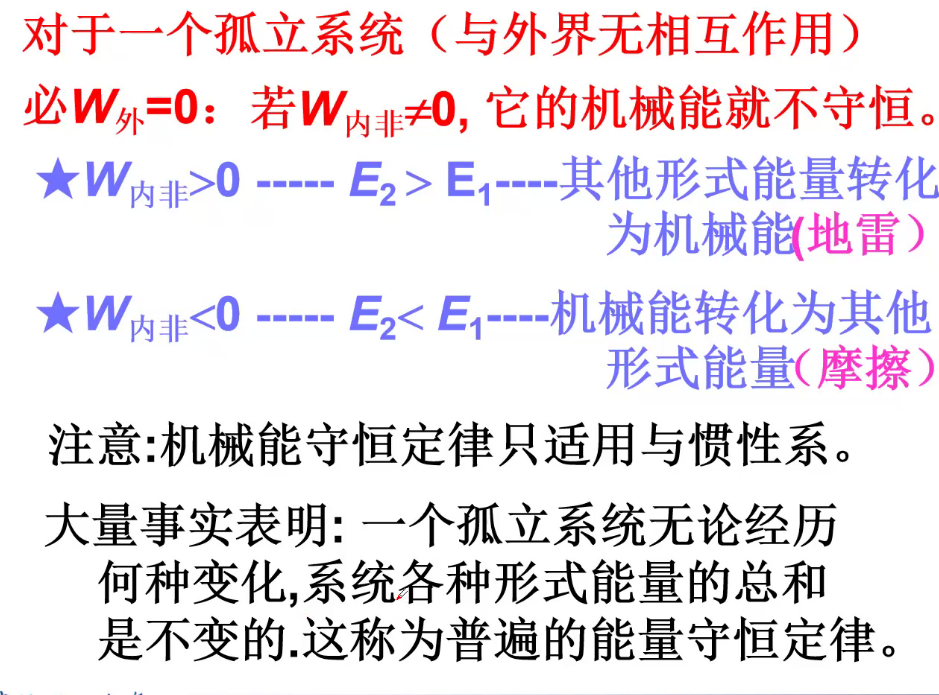 对于一个孤立系统（与外界无相互作用）
必W外=0：若W内非≠0, 它的机械能就不守恒。
★W内非>0 ----- E2 > E1----其他形式能量转化
为机械能(地雷）
★W内非<0 ----- E2< E1----机械能转化为其他
形式能量（摩擦）
注意:机械能守恒定律只适用与惯性系。
大量事实表明: 一个孤立系统无论经历
何种变化,系统各种形式能量的总和
是不变的.这称为普遍的能量守恒定律。